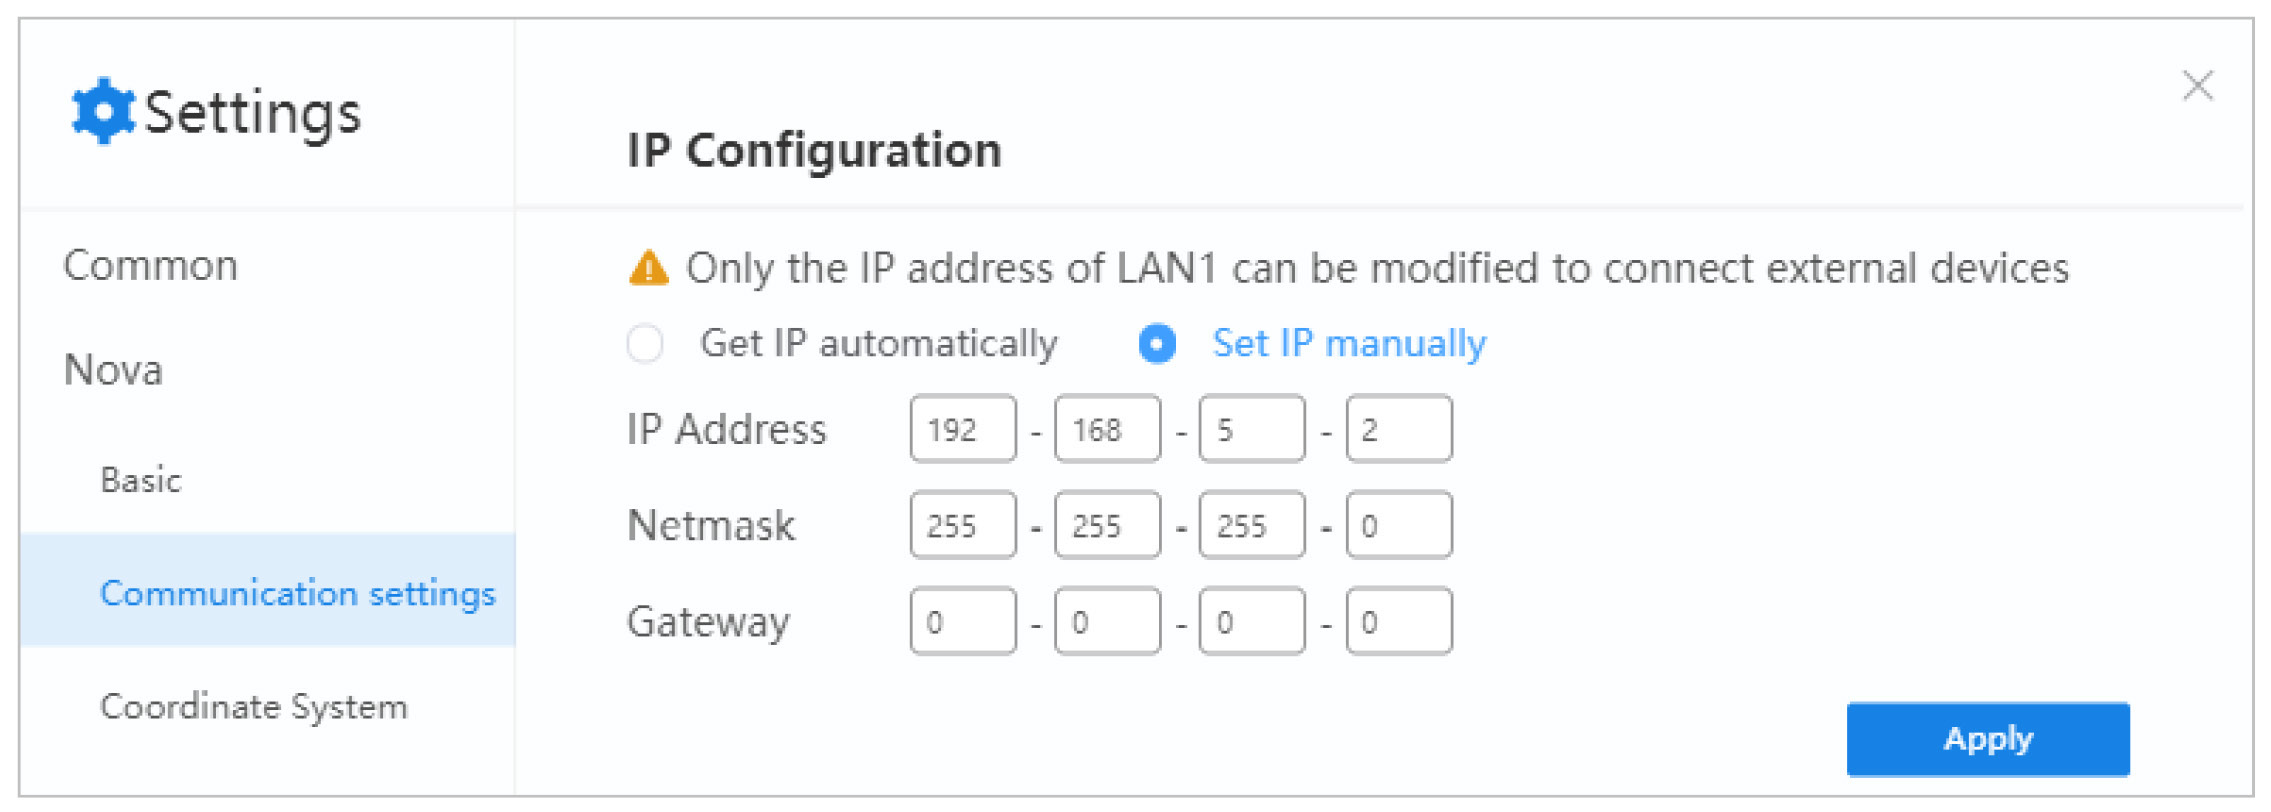 Settings
Common
Nova
Basic
Communication settings
Coordinate System
IP Configuration
Only the IP address of LAN1 can be modified to connect external devices
Get IP automatically Set IP manually
IP Address 192 - 168 - 5 - 2
Netmask 255 - 255 - 255 - 0
Gateway 0 - 0 - 0 - 0
Apply